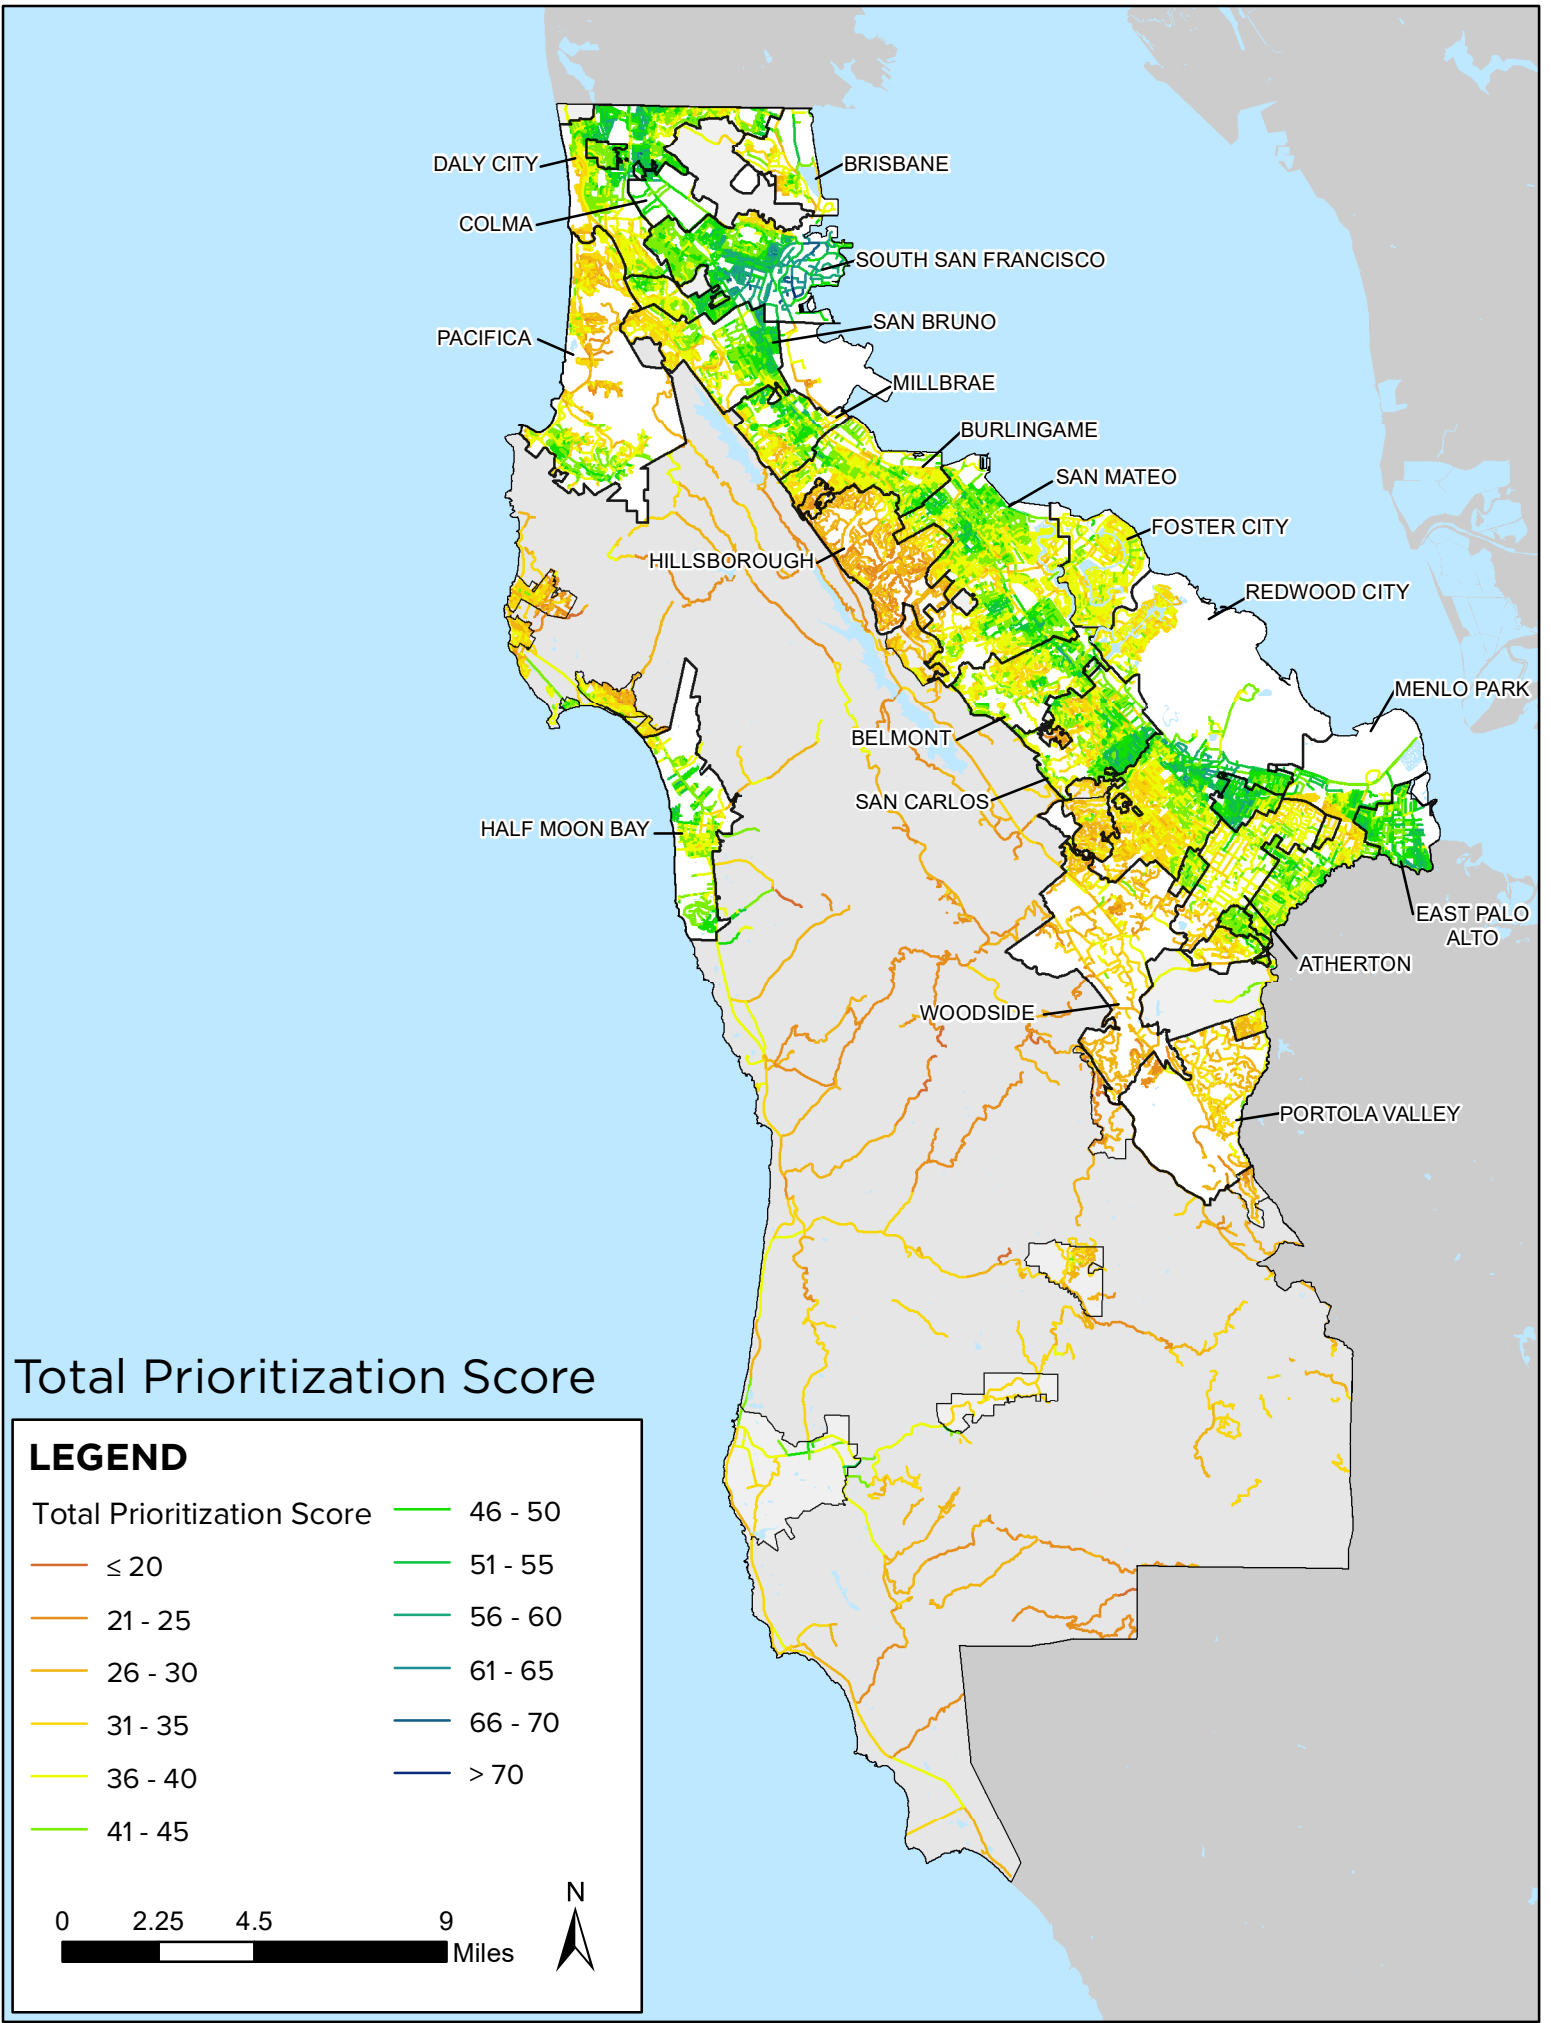 DALY CITY
BRISBANE
COLMA
SOUTH SAN FRANCISCO
SAN BRUNO
PACIFICA
MILLBRAE
BURLINGAME
SAN MATEO
FOSTER CITY
HILLSBOROUGH
REDWOOD CITY
MENLO PARK
BELMONT
SAN CARLOS
HALF MOON BAY
EAST PALO
ALTO
ATHERTON
WOODSIDE
PORTOLA VALLEY
Total Prioritization Score
LEGEND
Total Prioritization Score
≤ 20
21 - 25
26 - 30
31 - 35
36 - 40
41 - 45
46 - 50
51 - 55
56 - 60
61 - 65
66 - 70
> 70
N
0 2.25 4.5 9
Miles